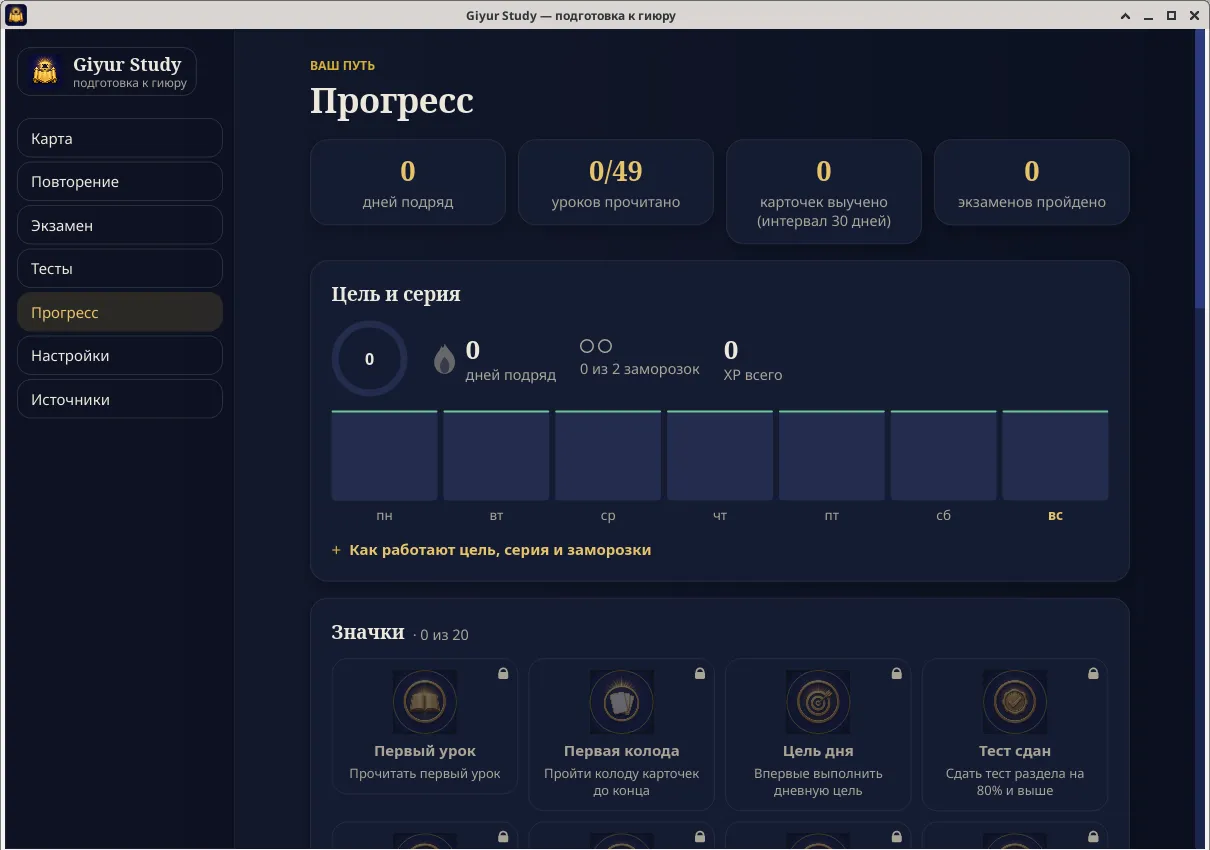 Giyur Study — подготовка к гиюру
Giyur Study
подготовка к гиюру
Карта
Повторение
Экзамен
Тесты
Прогресс
Настройки
Источники
ВАШ ПУТЬ
Прогресс
0
дней подряд
0/49
уроков прочитано
0
карточек выучено
(интервал 30 дней)
0
экзаменов пройдено
Цель и серия
0
0
дней подряд
0 из 2 заморозок
0
XP всего
пн
вт
ср
чт
пт
сб
вс
+ Как работают цель, серия и заморозки
Значки · 0 из 20
Первый урок
Прочитать первый урок
Первая колода
Пройти колоду карточек
до конца
Цель дня
Впервые выполнить
дневную цель
Тест сдан
Сдать тест раздела на
80% и выше